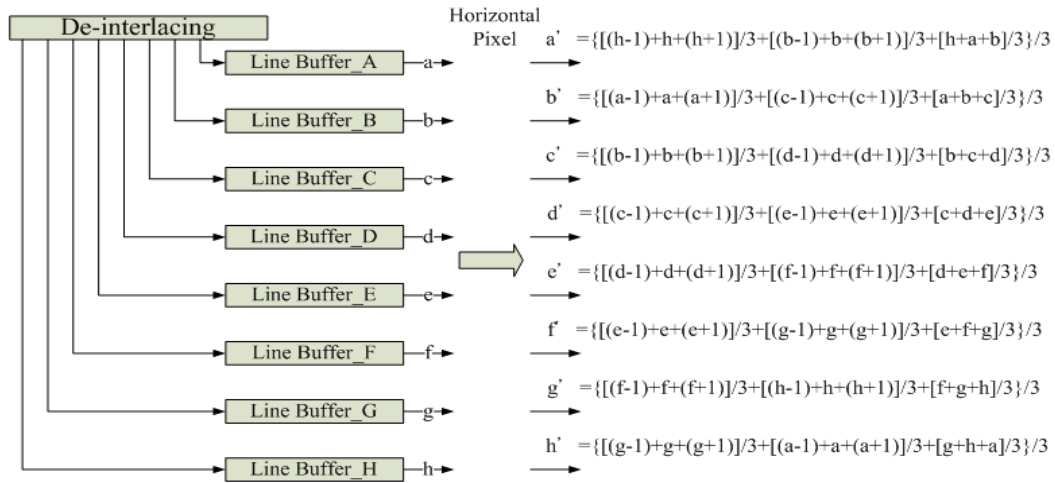 De-interlacing
Horizontal
Pixel
Line Buffer_A a a’ ={[(h-1)+h+(h+1)]/3+[(b-1)+b+(b+1)]/3+[h+a+b]/3}/3
Line Buffer_B b b’ ={[(a-1)+a+(a+1)]/3+[(c-1)+c+(c+1)]/3+[a+b+c]/3}/3
Line Buffer_C c c’ ={[(b-1)+b+(b+1)]/3+[(d-1)+d+(d+1)]/3+[b+c+d]/3}/3
Line Buffer_D d d’ ={[(c-1)+c+(c+1)]/3+[(e-1)+e+(e+1)]/3+[c+d+e]/3}/3
Line Buffer_E e e’ ={[(d-1)+d+(d+1)]/3+[(f-1)+f+(f+1)]/3+[d+e+f]/3}/3
Line Buffer_F f f’ ={[(e-1)+e+(e+1)]/3+[(g-1)+g+(g+1)]/3+[e+f+g]/3}/3
Line Buffer_G g g’ ={[(f-1)+f+(f+1)]/3+[(h-1)+h+(h+1)]/3+[f+g+h]/3}/3
Line Buffer_H h h’ ={[(g-1)+g+(g+1)]/3+[(a-1)+a+(a+1)]/3+[g+h+a]/3}/3